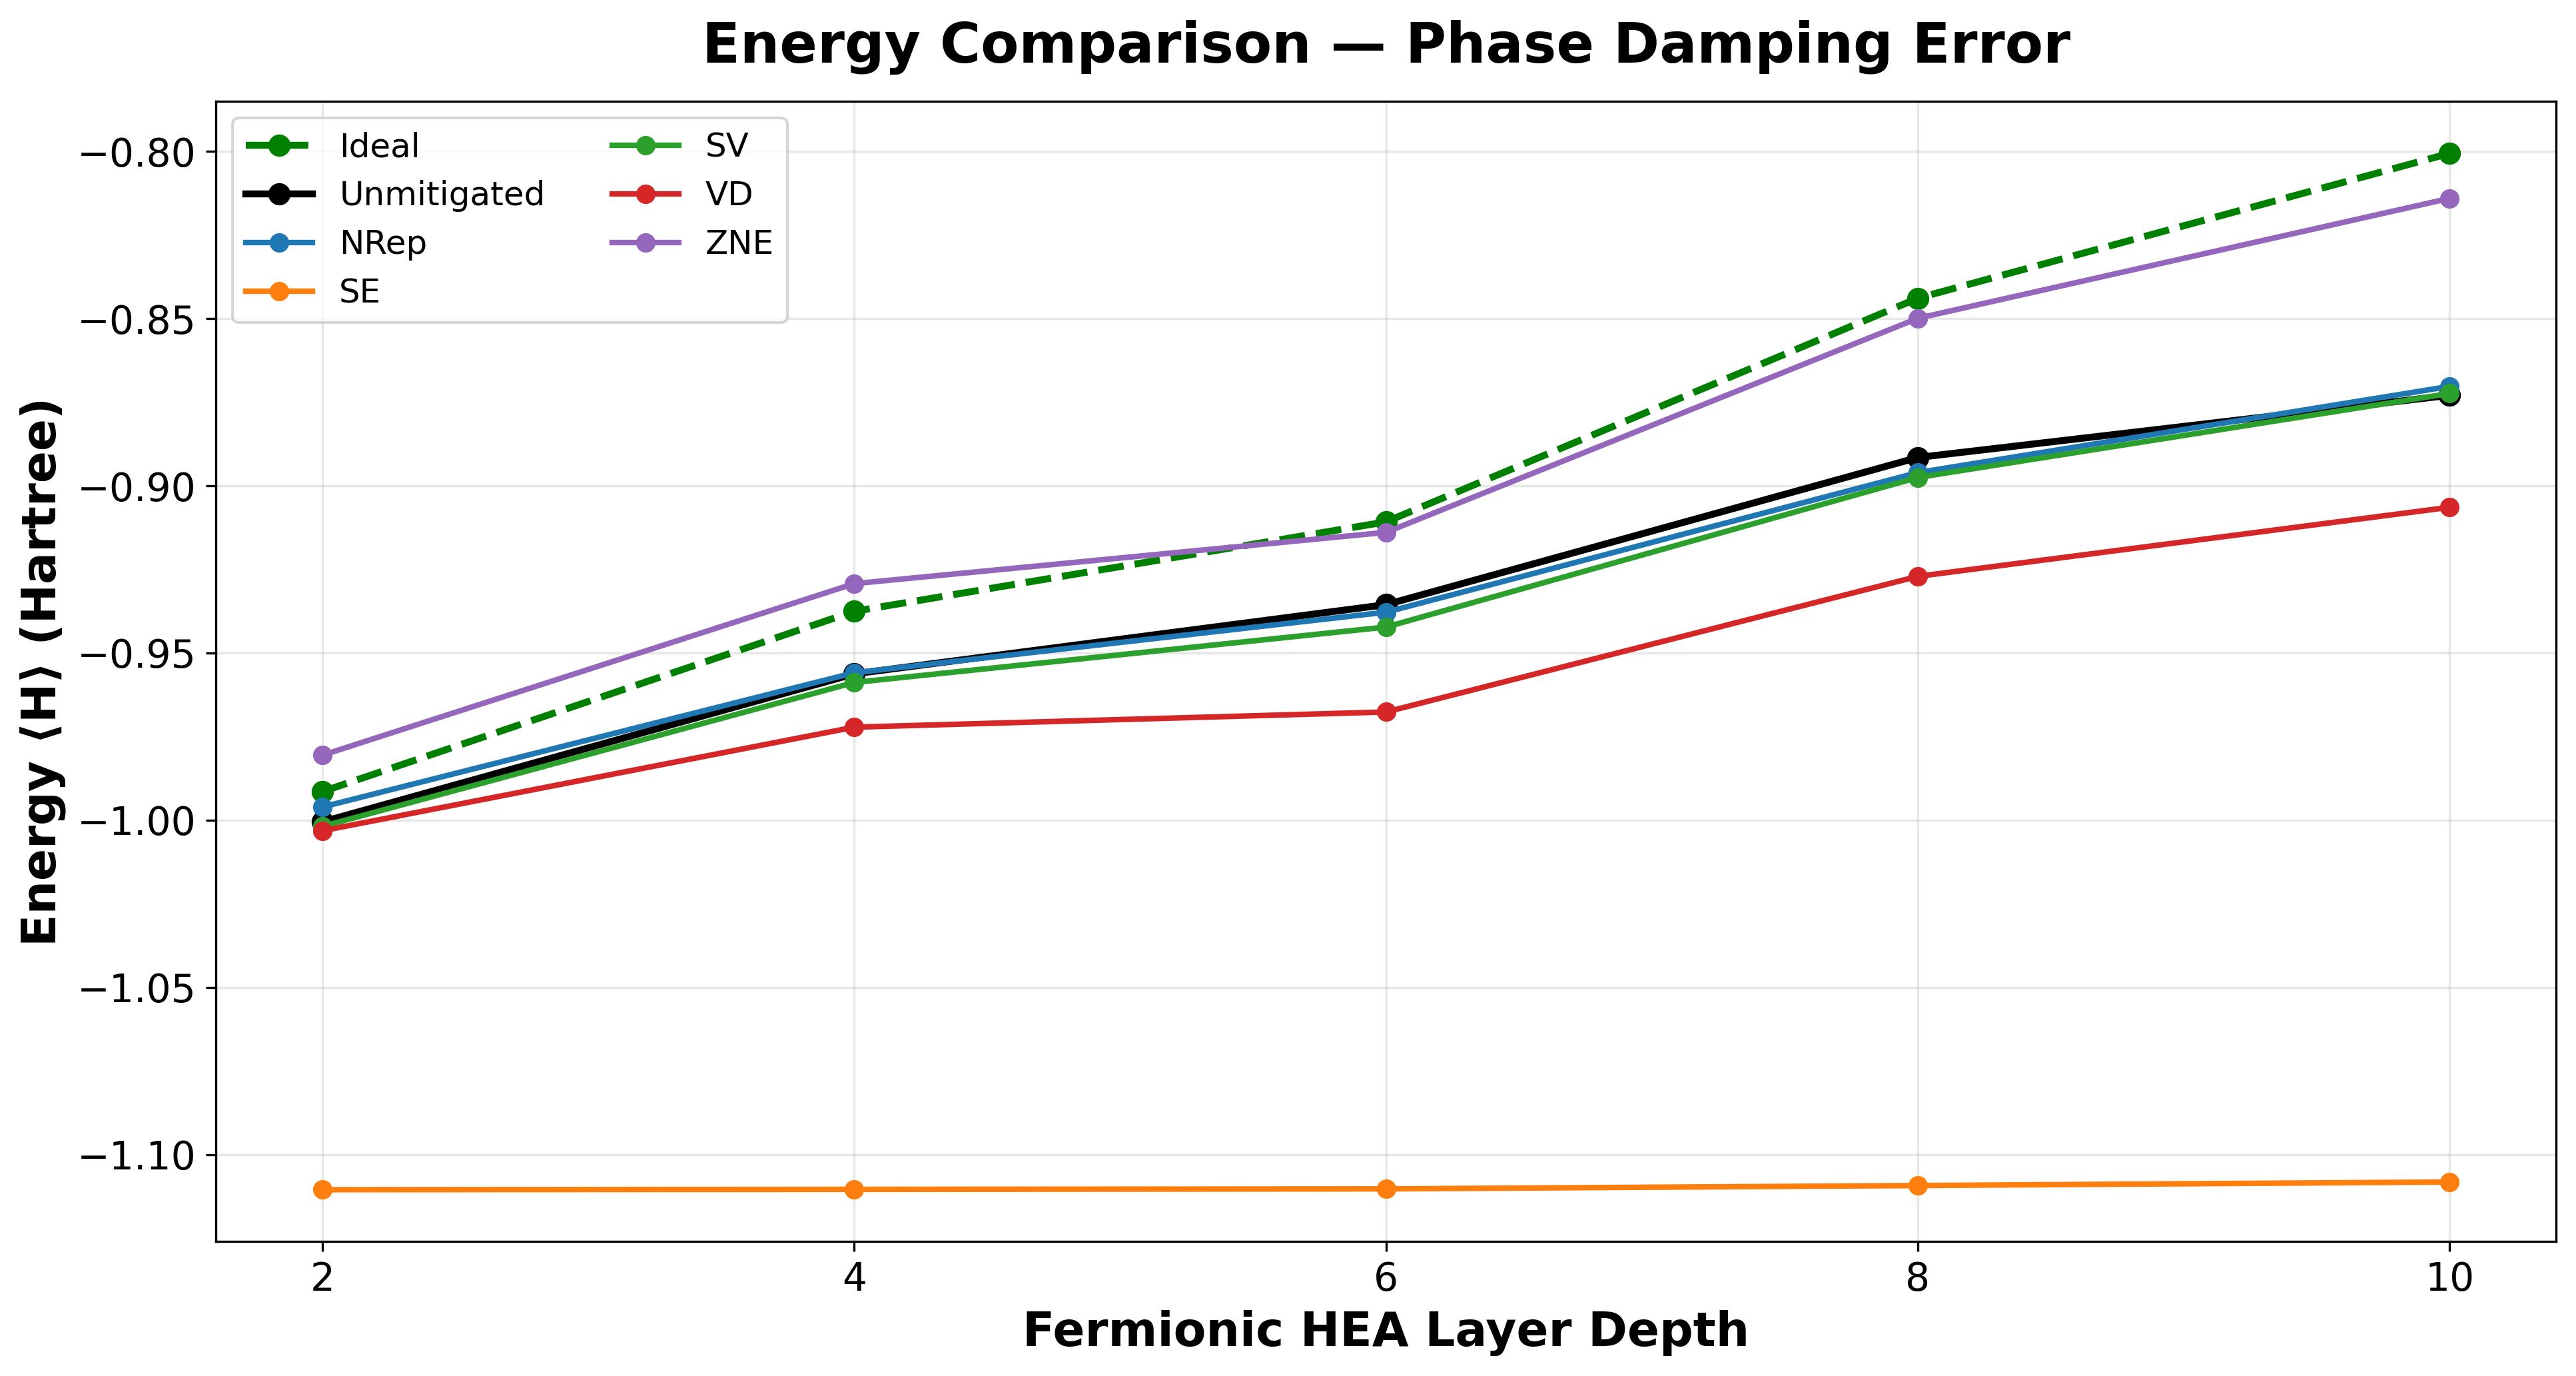 Energy Comparison — Phase Damping Error
Energy ⟨H⟩ (Hartree)
−0.80
−0.85
−0.90
−0.95
−1.00
−1.05
−1.10
Ideal
Unmitigated
NRep
SE
SV
VD
ZNE
2 4 6 8 10
Fermionic HEA Layer Depth